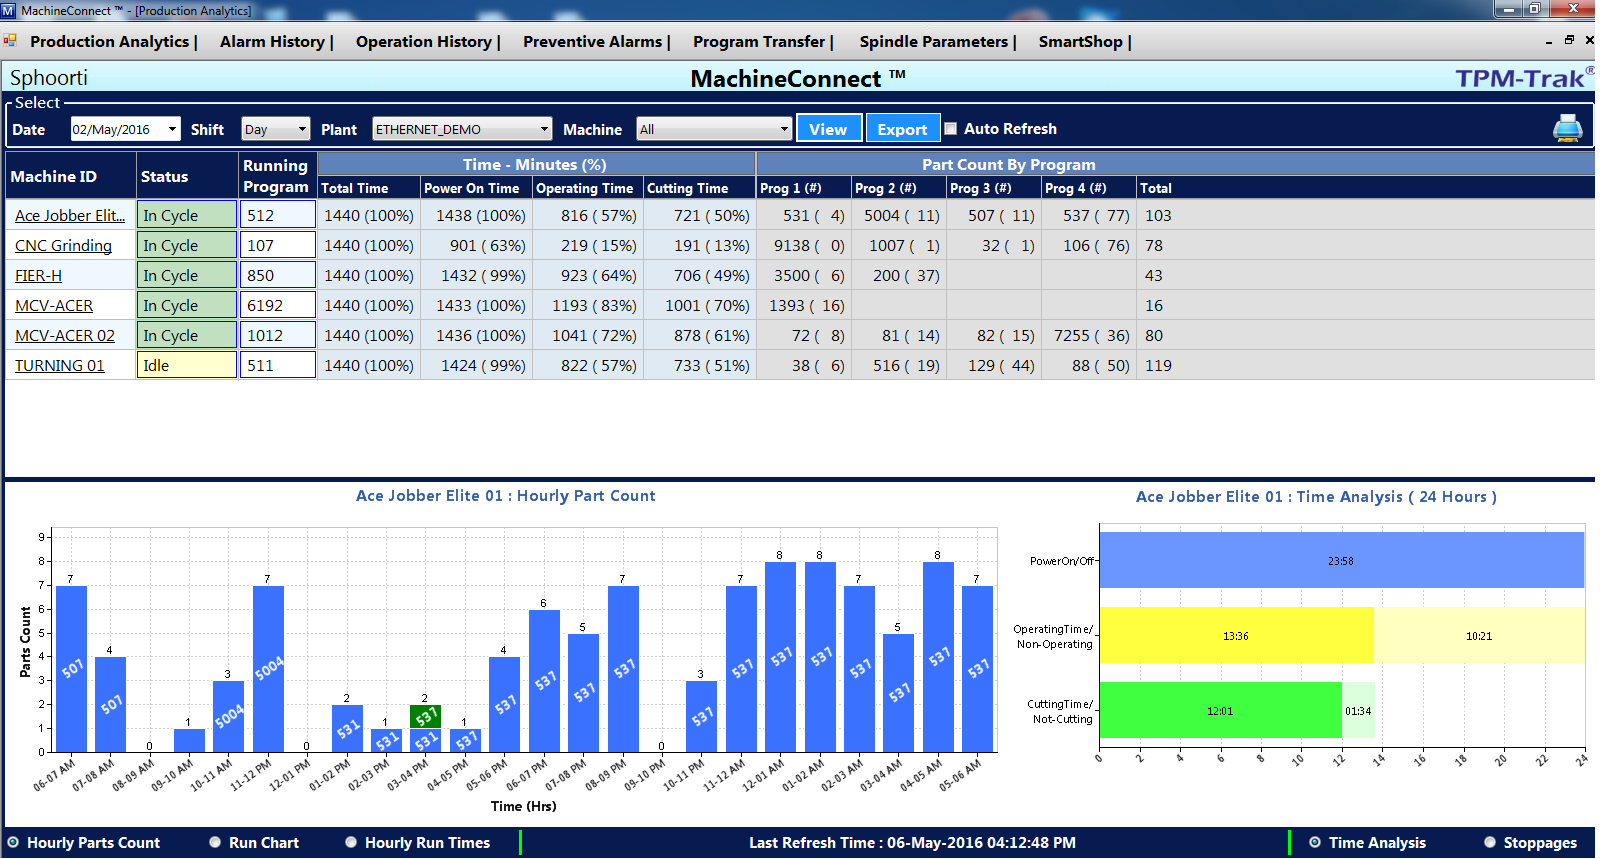 MachineConnect ™ - [Production Analytics]
Production Analytics | Alarm History | Operation History | Preventive Alarms | Program Transfer | Spindle Parameters | SmartShop |
Sphoorti MachineConnect ™ TPM-Trak®
Select
Date 02/May/2016 Shift Day Plant ETHERNET_DEMO Machine All View Export Auto Refresh
Machine ID Status Running Program Time - Minutes (%) Part Count By Program
Total Time Power On Time Operating Time Cutting Time Prog 1 (#) Prog 2 (#) Prog 3 (#) Prog 4 (#) Total
Ace Jobber Elit... In Cycle 512 1440 (100%) 1438 (100%) 816 ( 57%) 721 ( 50%) 531 ( 4) 5004 ( 11) 507 ( 11) 537 ( 77) 103
CNC Grinding In Cycle 107 1440 (100%) 901 ( 63%) 219 ( 15%) 191 ( 13%) 9138 ( 0) 1007 ( 1) 32 ( 1) 106 ( 76) 78
FIER-H In Cycle 850 1440 (100%) 1432 ( 99%) 923 ( 64%) 706 ( 49%) 3500 ( 6) 200 ( 37) 43
MCV-ACER In Cycle 6192 1440 (100%) 1433 (100%) 1193 ( 83%) 1001 ( 70%) 1393 ( 16) 16
MCV-ACER 02 In Cycle 1012 1440 (100%) 1436 (100%) 1041 ( 72%) 878 ( 61%) 72 ( 8) 81 ( 14) 82 ( 15) 7255 ( 36) 80
TURNING 01 Idle 511 1440 (100%) 1424 ( 99%) 822 ( 57%) 733 ( 51%) 38 ( 6) 516 ( 19) 129 ( 44) 88 ( 50) 119
Ace Jobber Elite 01 : Hourly Part Count
Parts Count
9
8
7
6
5
4
3
2
1
0
7 4 0 1 3 7 0 2 1 2 1 4 6 5 7 0 3 7 8 8 7 5 8 7
507 507 5004 5004 531 531 537 531 537 537 537 537 537 537 537 537 537 537 537 537 537
06-07 AM 07-08 AM 08-09 AM 09-10 AM 10-11 AM 11-12 PM 12-01 PM 01-02 PM 02-03 PM 03-04 PM 04-05 PM 05-06 PM 06-07 PM 07-08 PM 08-09 PM 09-10 PM 10-11 PM 11-12 AM 12-01 AM 01-02 AM 02-03 AM 03-04 AM 04-05 AM 05-06 AM
Time (Hrs)
Ace Jobber Elite 01 : Time Analysis ( 24 Hours )
PowerOn/Off 23:58
OperatingTime/
Non-Operating 13:36 10:21
CuttingTime/
Not-Cutting 12:01 01:34
0 2 4 6 8 10 12 14 16 18 20 22 24
Hourly Parts Count Run Chart Hourly Run Times Last Refresh Time : 06-May-2016 04:12:48 PM Time Analysis Stoppages